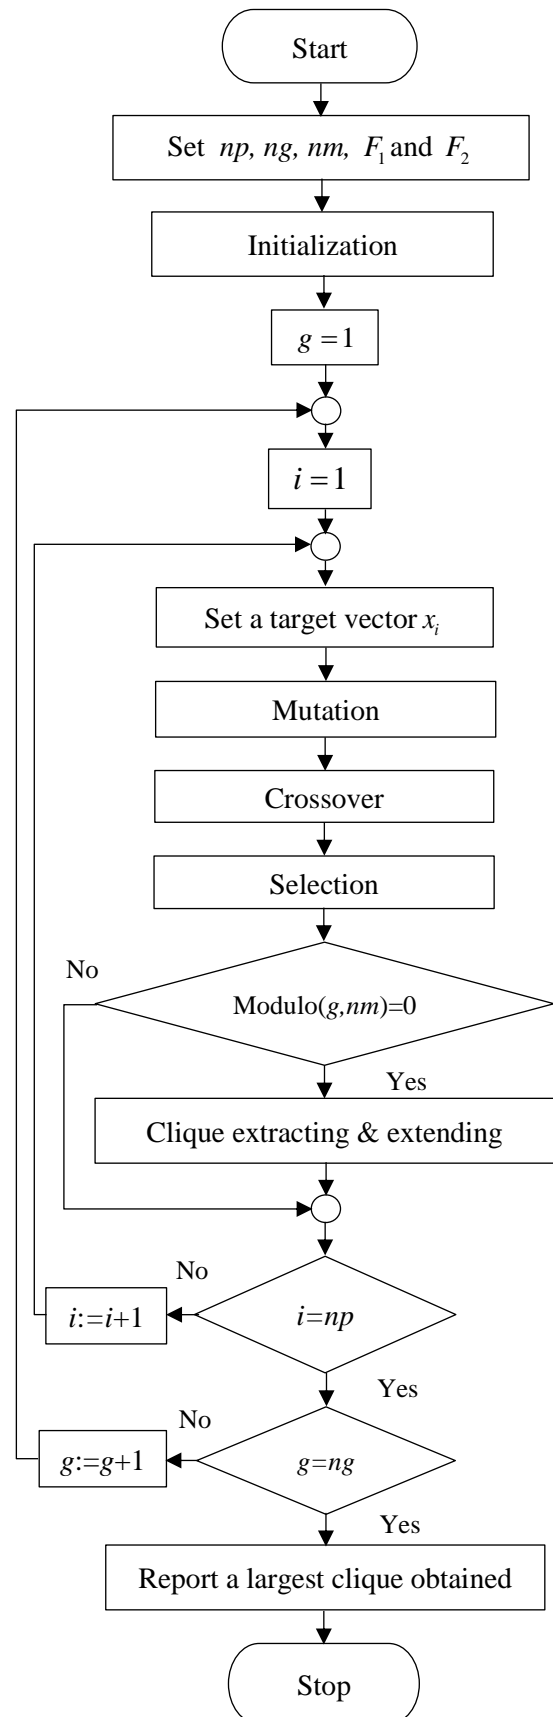 Start
Set np, ng, nm, F₁ and F₂
Initialization
g = 1
i = 1
Set a target vector xᵢ
Mutation
Crossover
Selection
No
Modulo(g,nm)=0
Yes
Clique extracting & extending
No
i:=i+1
i=np
Yes
No
g:=g+1
g=ng
Yes
Report a largest clique obtained
Stop